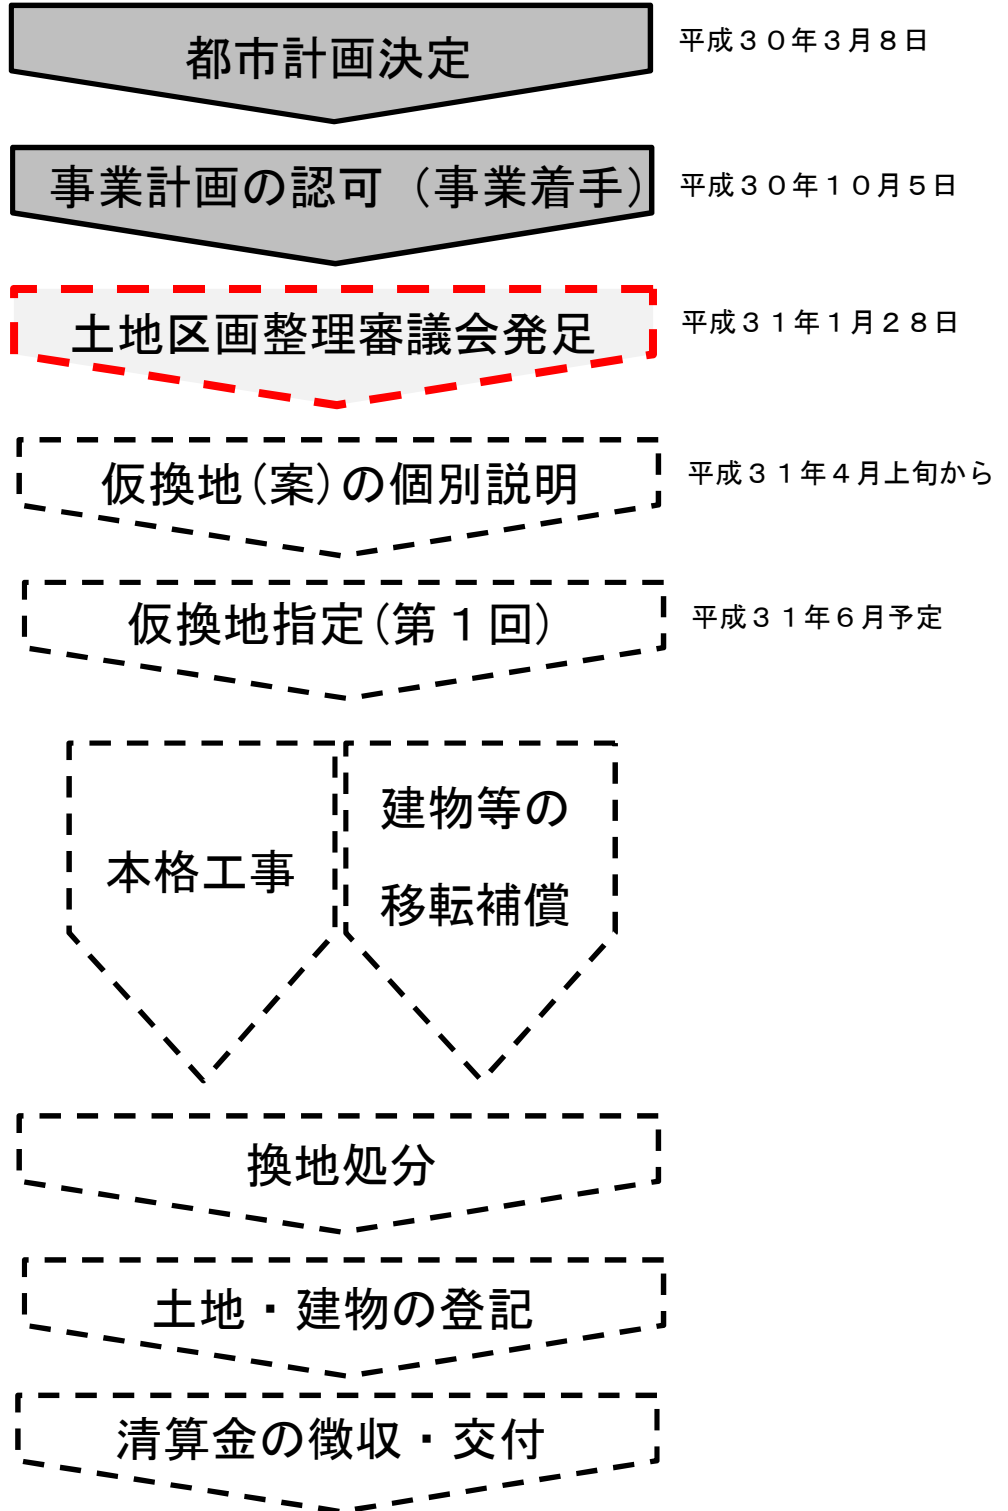 都市計画決定
平成３０年３月８日
事業計画の認可（事業着手）
平成３０年１０月５日
土地区画整理審議会発足
平成３１年１月２８日
仮換地(案)の個別説明
平成３１年４月上旬から
仮換地指定(第１回)
平成３１年６月予定
本格工事
建物等の
移転補償
換地処分
土地・建物の登記
清算金の徴収・交付